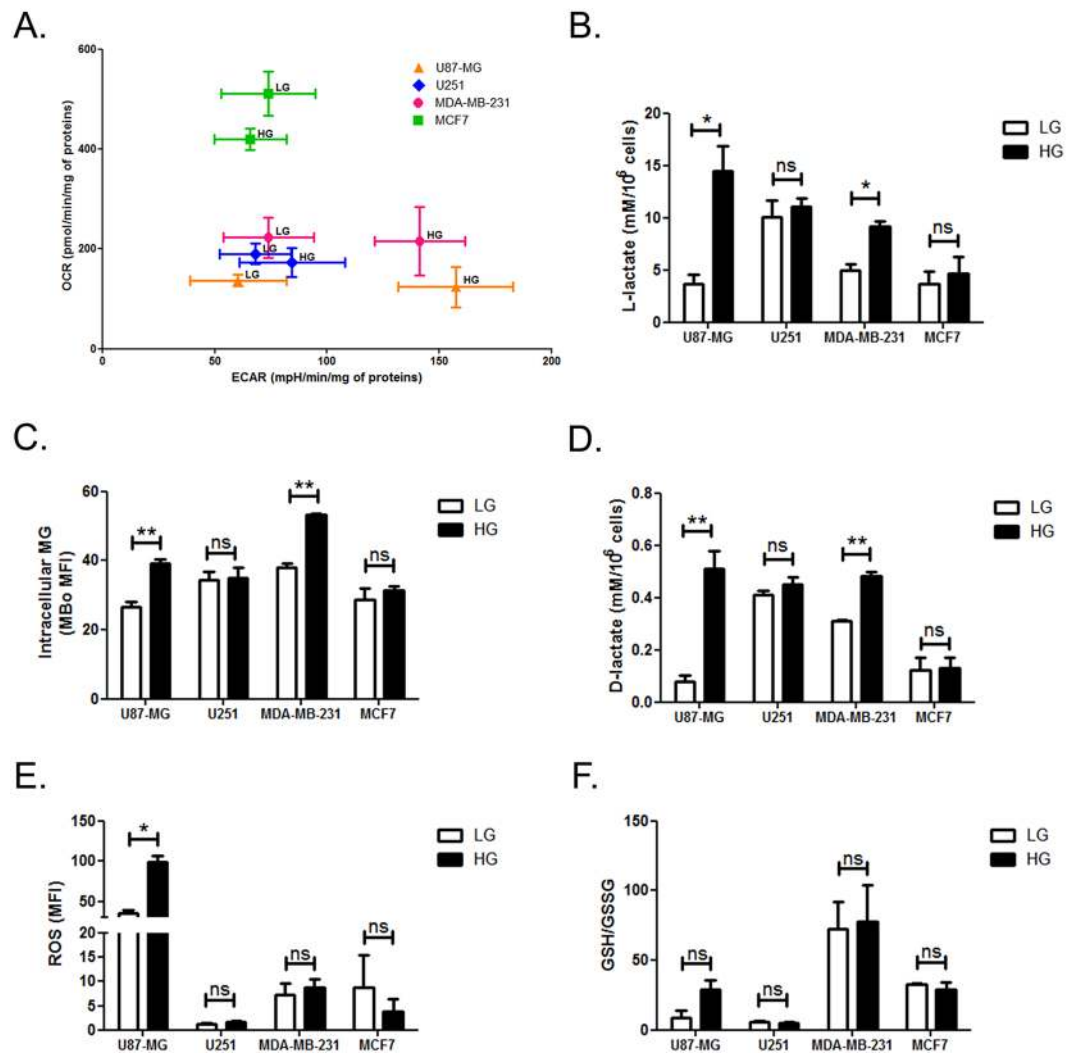 A.
600
400
200
0
0
50
100
150
200
OCR (pmol/min/mg of proteins)
ECAR (mpH/min/mg of proteins)
U87-MG
U251
MDA-MB-231
MCF7
LG
HG
LG
HG
LG
HG
LG
HG
B.
20
15
10
5
0
L-lactate (mM/10⁶ cells)
* ns * ns
U87-MG U251 MDA-MB-231 MCF7
LG
HG
C.
60
40
20
0
Intracellular MG
(MBo MFI)
** ns ** ns
U87-MG U251 MDA-MB-231 MCF7
LG
HG
D.
0.8
0.6
0.4
0.2
0.0
D-lactate (mM/10⁶ cells)
** ns ** ns
U87-MG U251 MDA-MB-231 MCF7
LG
HG
E.
150
100
50
20
15
10
5
0
ROS (MFI)
* ns ns ns
U87-MG U251 MDA-MB-231 MCF7
LG
HG
F.
150
100
50
0
GSH/GSSG
ns ns ns ns
U87-MG U251 MDA-MB-231 MCF7
LG
HG